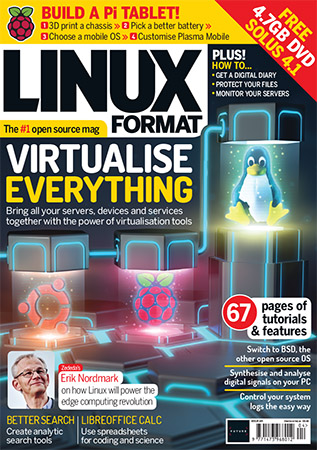 BUILD A Pi TABLET!
1 3D print a chassis >> 2 Pick a better battery >>
3 Choose a mobile OS >> 4 Customise Plasma Mobile
FREE
4.7GB DVD
SOLUS 4.1
LINUX
FORMAT
The #1 open source mag
PLUS!
HOW TO...
• GET A DIGITAL DIARY
• PROTECT YOUR FILES
• MONITOR YOUR SERVERS
VIRTUALISE
EVERYTHING
Bring all your servers, devices and services
together with the power of virtualisation tools
67 pages of
tutorials
& features
Switch to BSD, the
other open source OS
Synthesise and analyse
digital signals on your PC
Control your system
logs the easy way
Zededa's
Erik Nordmark
on how Linux will power the
edge computing revolution
BETTER SEARCH
Create analytic
search tools
LIBREOFFICE CALC
Use spreadsheets
for coding and science
FUTURE
9 771473 948012